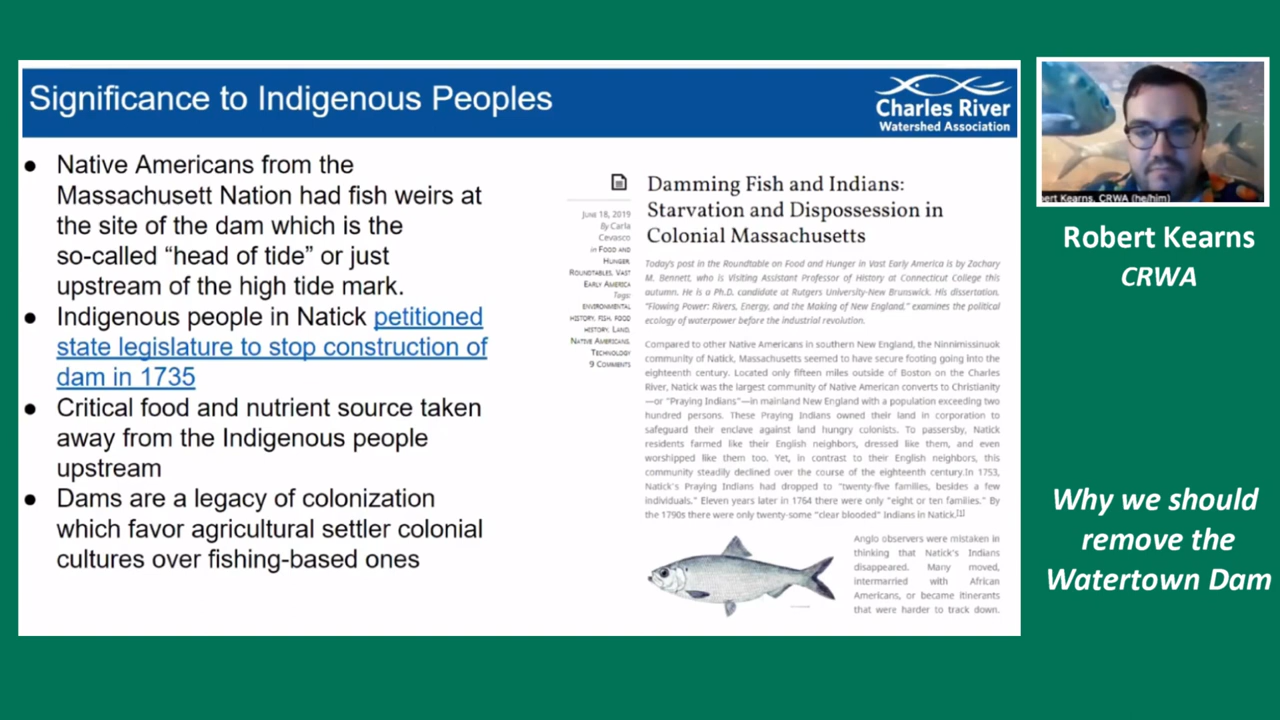 Significance to Indigenous Peoples
Charles River
Watershed Association
● Native Americans from the
Massachusett Nation had fish weirs at
the site of the dam which is the
so-called “head of tide” or just
upstream of the high tide mark.
● Indigenous people in Natick petitioned
state legislature to stop construction of
dam in 1735
● Critical food and nutrient source taken
away from the Indigenous people
upstream
● Dams are a legacy of colonization
which favor agricultural settler colonial
cultures over fishing-based ones
June 18, 2019
By Carla
Cevasco
in Food and
Hunger
Roundtables, Vast
Early America
Tags:
environmental
history, fish, food
history, Land,
Native Americans,
Technology
9 Comments
Damming Fish and Indians:
Starvation and Dispossession in
Colonial Massachusetts
Today's post in the Roundtable on Food and Hunger in Vast Early America is by Zachary
M. Bennett, who is Visiting Assistant Professor of History at Connecticut College this
autumn. He is a Ph.D. candidate at Rutgers University-New Brunswick. His dissertation,
“Flowing Power: Rivers, Energy, and the Making of New England,” examines the political
ecology of waterpower before the industrial revolution.
Compared to other Native Americans in southern New England, the Ninnimissinuok
community of Natick, Massachusetts seemed to have secure footing going into the
eighteenth century. Located only fifteen miles outside of Boston on the Charles
River, Natick was the largest community of Native American converts to Christianity
—or “Praying Indians”—in mainland New England with a population exceeding two
hundred persons. These Praying Indians owned their land in corporation to
safeguard their enclave against land hungry colonists. To passersby, Natick
residents farmed like their English neighbors, dressed like them, and even
worshipped like them too. Yet, in contrast to their English neighbors, this
community steadily declined over the course of the eighteenth century.In 1753,
Natick's Praying Indians had dropped to “twenty-five families, besides a few
individuals.” Eleven years later in 1764 there were only “eight or ten families.” By
the 1790s there were only twenty-some “clear blooded” Indians in Natick.[1]
Anglo observers were mistaken in
thinking that Natick's Indians
disappeared. Many moved,
intermarried with African
Americans, or became itinerants
that were harder to track down.
bert Kearns, CRWA (he/him)
Robert Kearns
CRWA
Why we should
remove the
Watertown Dam